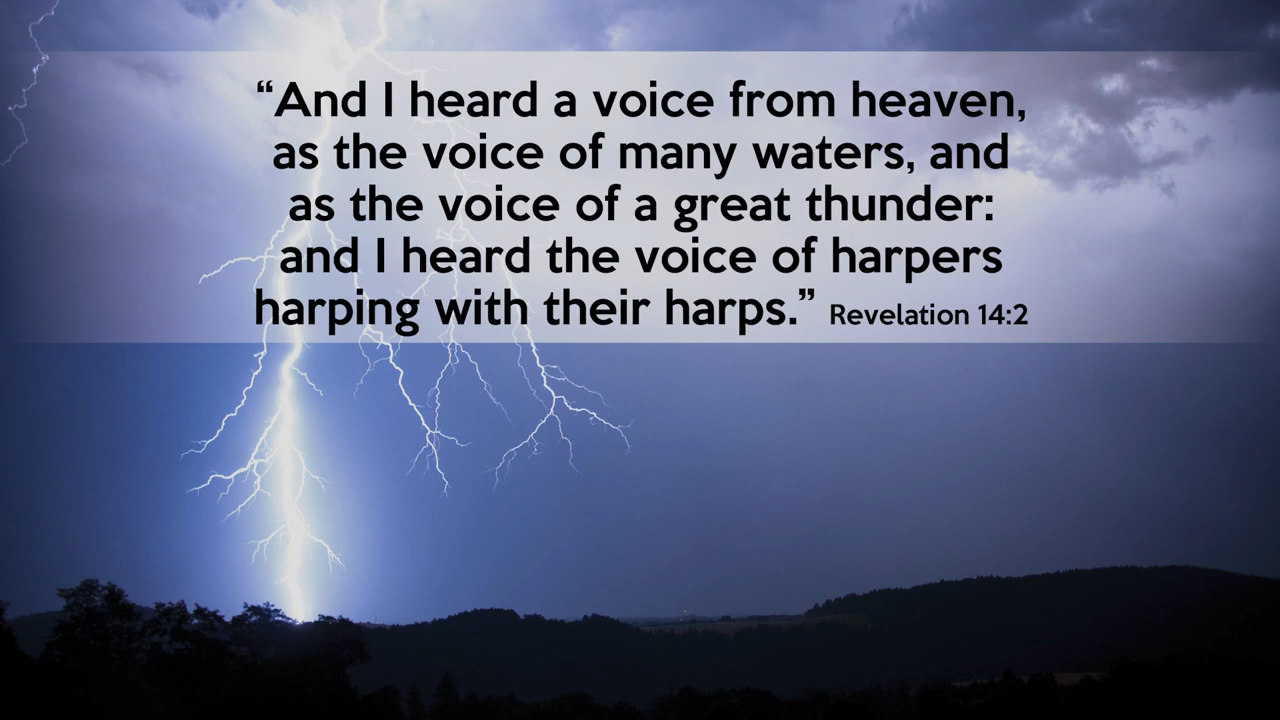 “And I heard a voice from heaven,
as the voice of many waters, and
as the voice of a great thunder:
and I heard the voice of harpers
harping with their harps.” Revelation 14:2